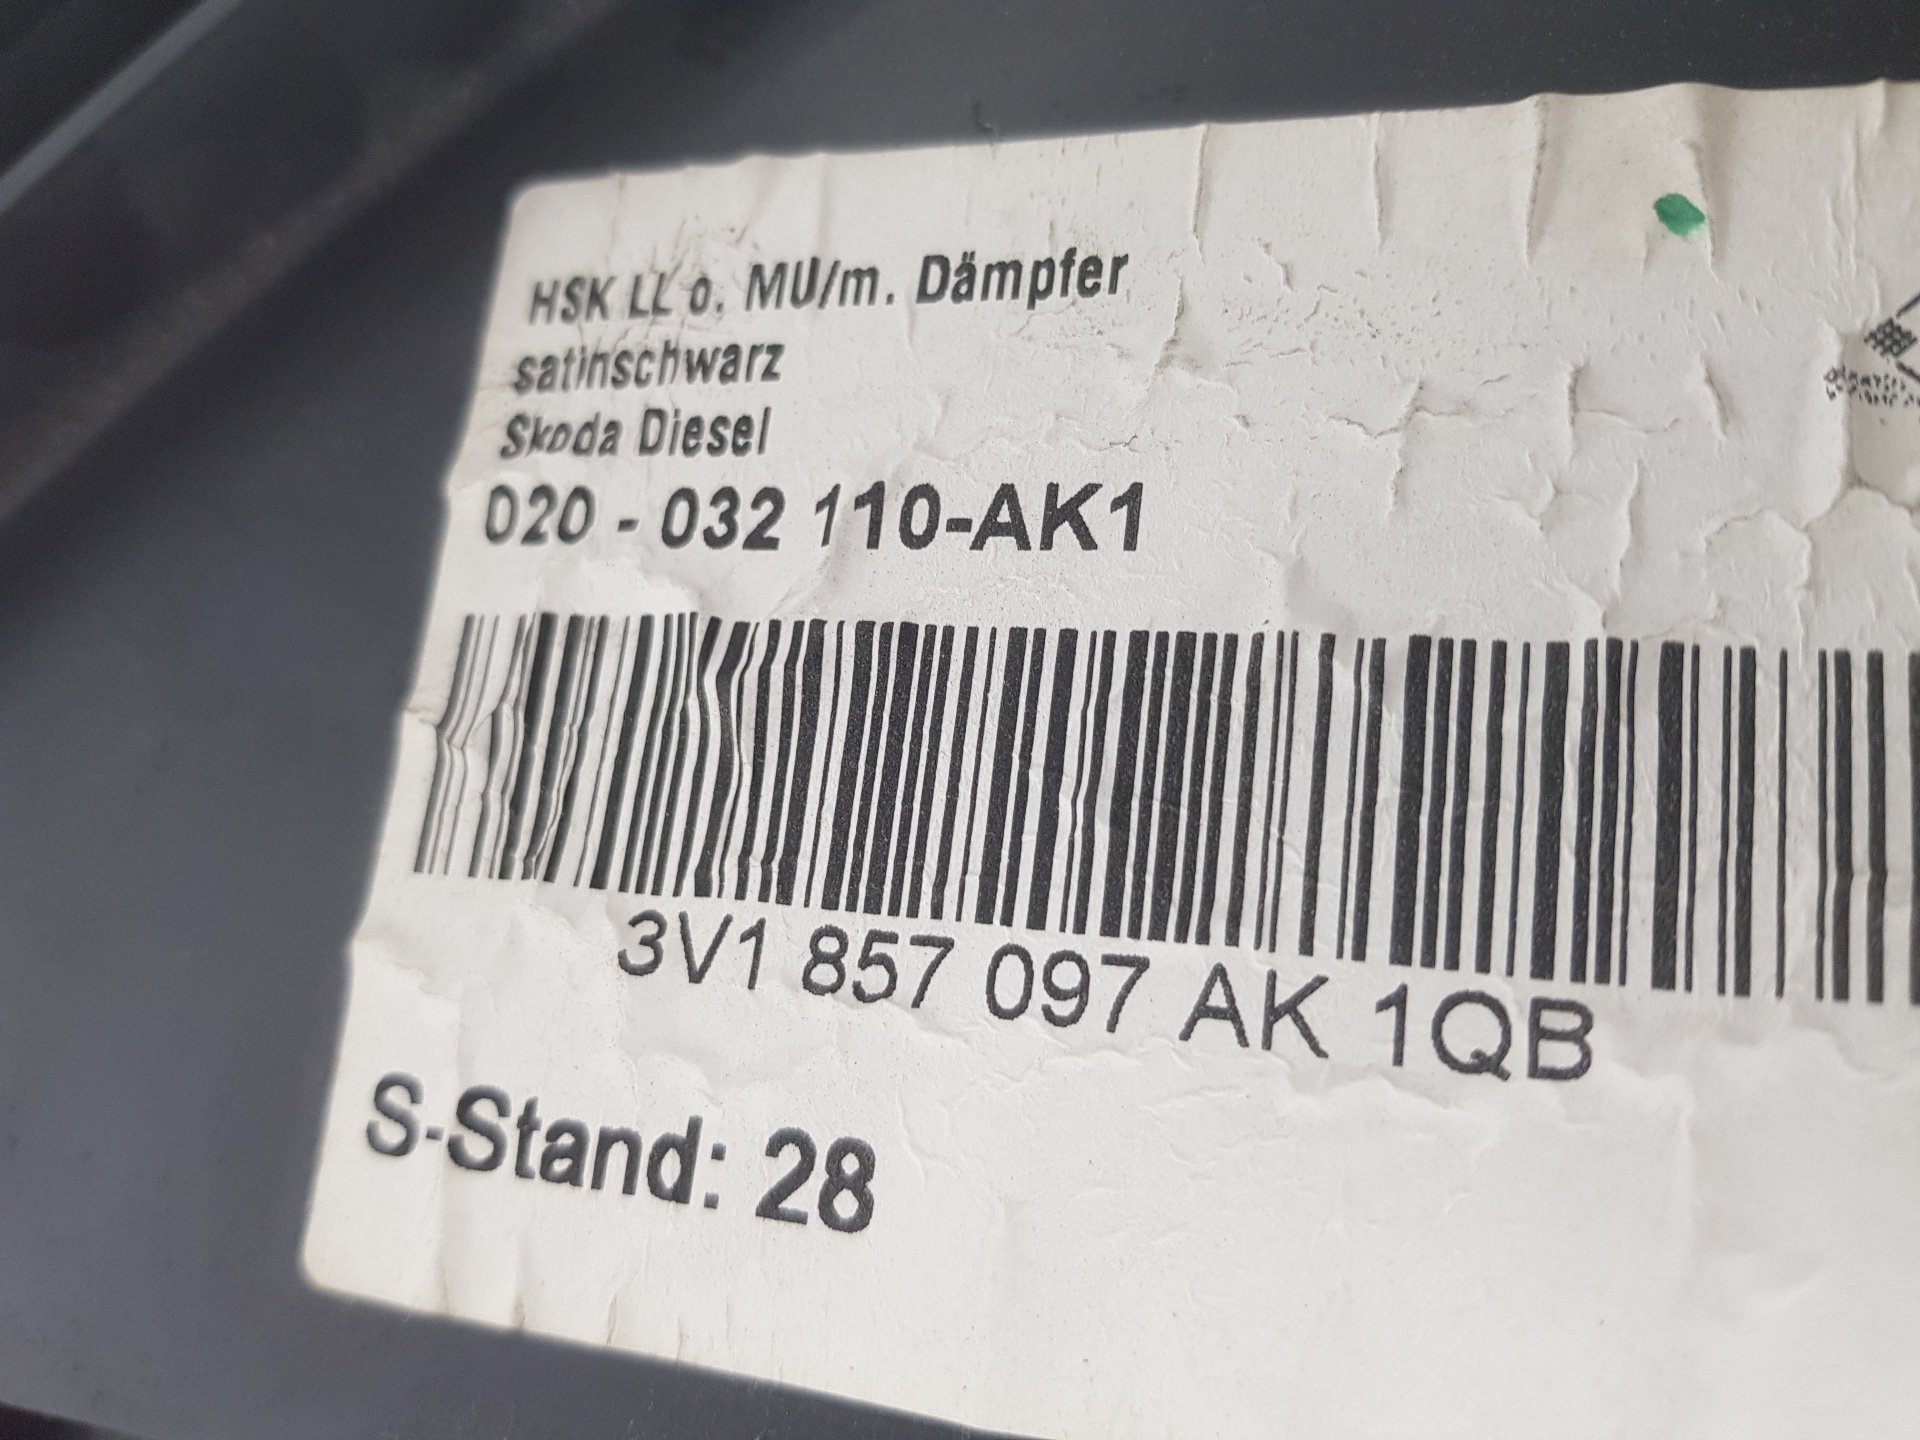 HSK LL o. MU/m. Dämpfer
satinschwarz
Skoda Diesel
020 - 032 110-AK1
3V1 857 097 AK 1QB
S-Stand: 28